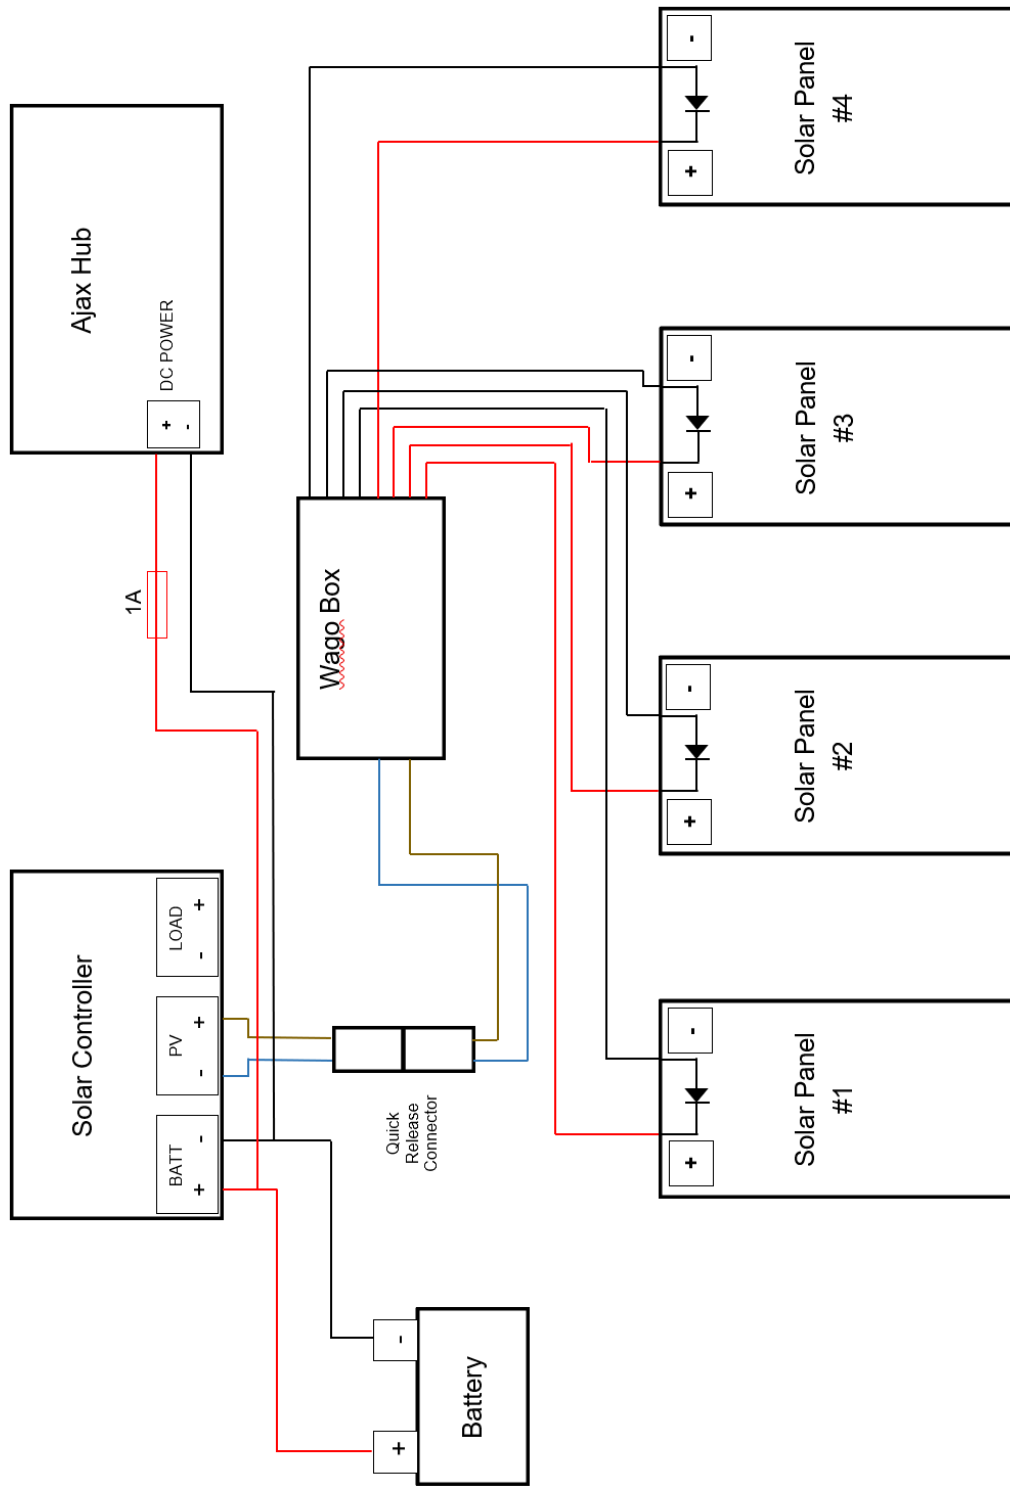 Ajax Hub
DC POWER
+
-
1A
Solar Controller
LOAD
-
+
PV
-
+
BATT
+
-
Wago Box
Quick
Release
Connector
Battery
+
-
Solar Panel
#1
+
-
Solar Panel
#2
+
-
Solar Panel
#3
+
-
Solar Panel
#4
+
-